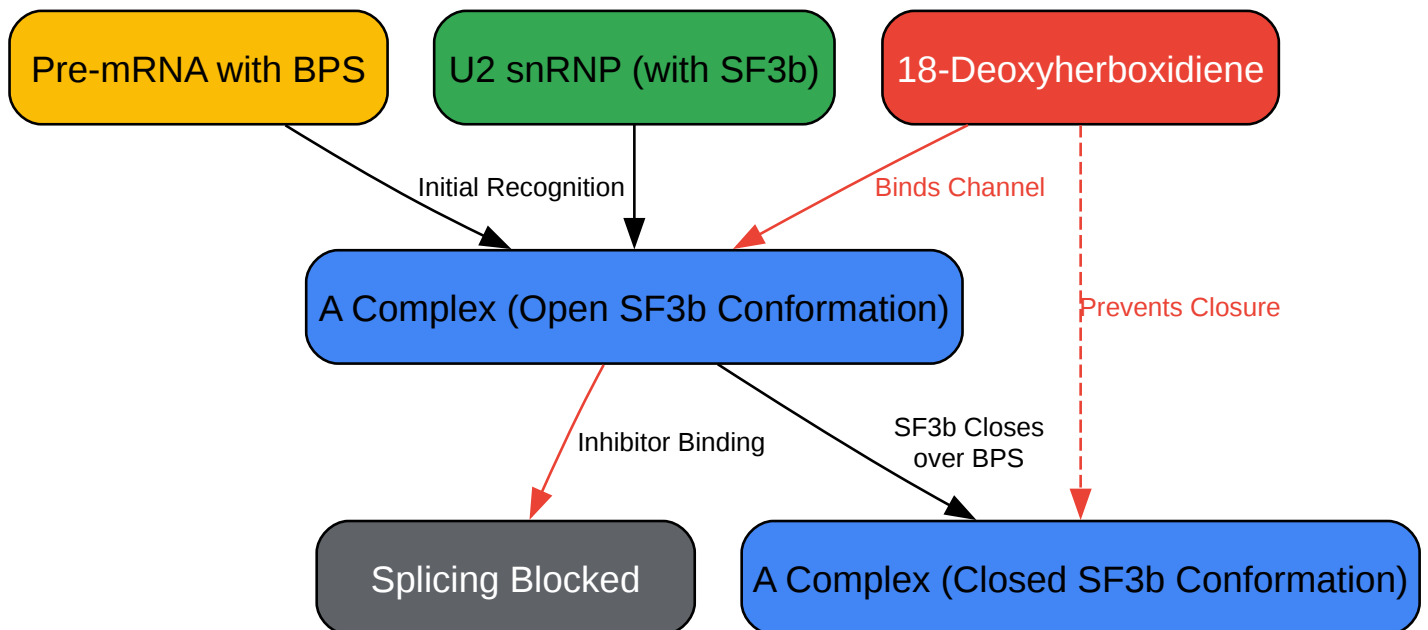 Pre-mRNA with BPS
U2 snRNP (with SF3b)
18-Deoxyherboxidiene
Initial Recognition
Binds Channel
A Complex (Open SF3b Conformation)
Prevents Closure
Inhibitor Binding
SF3b Closes
over BPS
Splicing Blocked
A Complex (Closed SF3b Conformation)